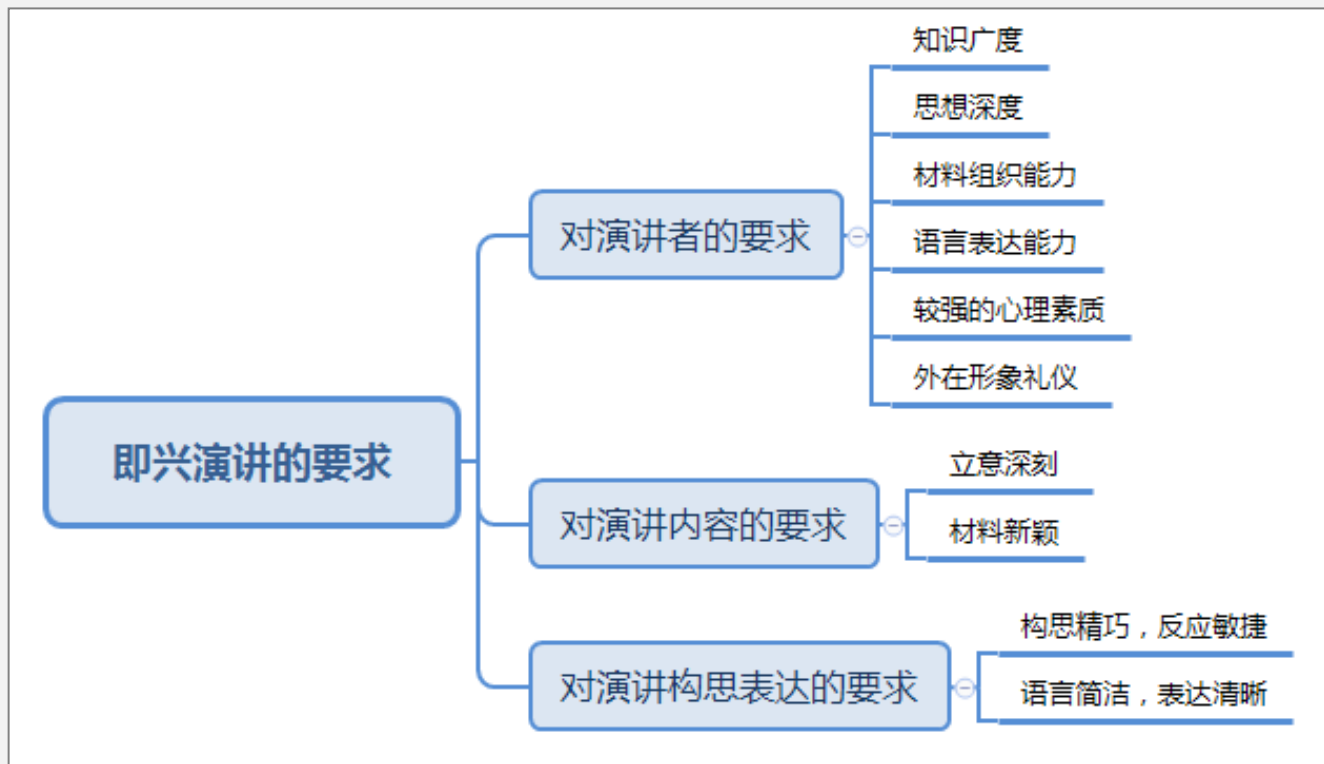 即兴演讲的要求
对演讲者的要求
知识广度
思想深度
材料组织能力
语言表达能力
较强的心理素质
外在形象礼仪
对演讲内容的要求
立意深刻
材料新颖
对演讲构思表达的要求
构思精巧，反应敏捷
语言简洁，表达清晰